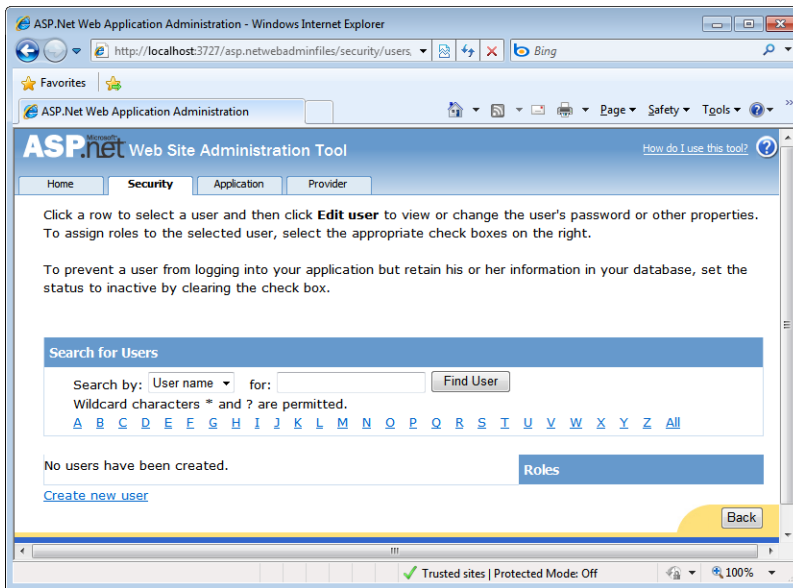 ASP.Net Web Application Administration - Windows Internet Explorer
http://localhost:3727/asp.netwebadminfiles/security/users,
Bing
Favorites
ASP.Net Web Application Administration
Page
Safety
Tools
»
Microsoft
ASP.net Web Site Administration Tool
How do I use this tool?
Home
Security
Application
Provider
Click a row to select a user and then click Edit user to view or change the user's password or other properties.
To assign roles to the selected user, select the appropriate check boxes on the right.
To prevent a user from logging into your application but retain his or her information in your database, set the
status to inactive by clearing the check box.
Search for Users
Search by: User name for: Find User
Wildcard characters * and ? are permitted.
A B C D E F G H I J K L M N O P Q R S T U V W X Y Z All
No users have been created.
Roles
Create new user
Back
Trusted sites | Protected Mode: Off
100%